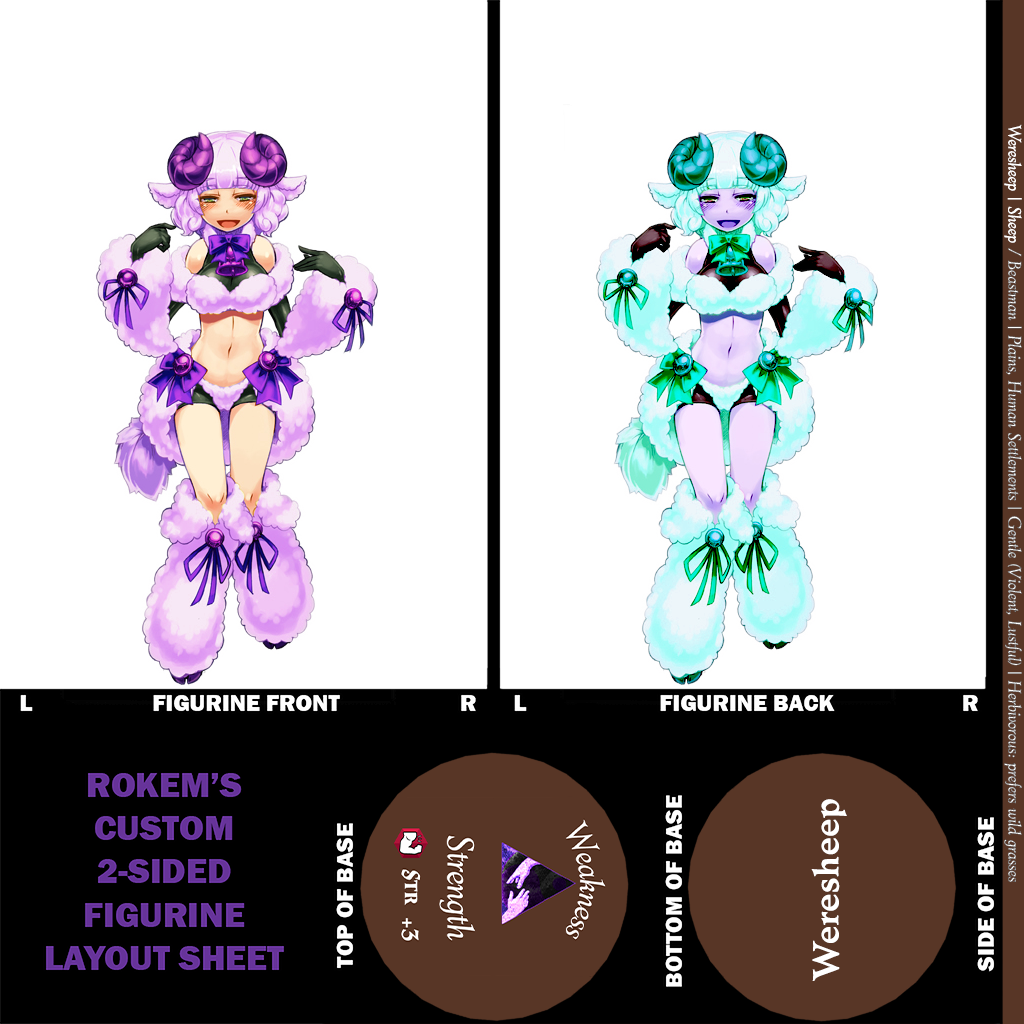 L FIGURINE FRONT R
L FIGURINE BACK R
ROKEM'S
CUSTOM
2-SIDED
FIGURINE
LAYOUT SHEET
TOP OF BASE
Weakness
Strength
STR +3
BOTTOM OF BASE
Weresheep
SIDE OF BASE
Weresheep | Sheep / Beastman | Plains, Human Settlements | Gentle (Violent, Lustful) | Herbivorous: prefers wild grasses